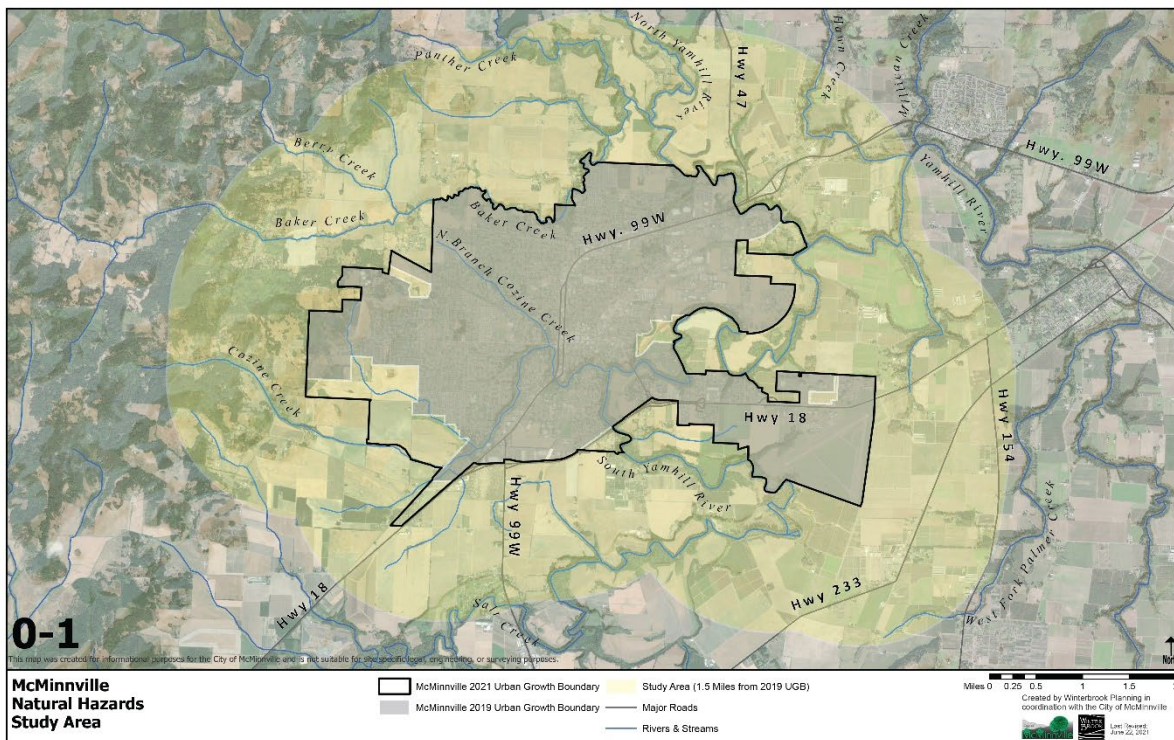 Panther Creek
North Yamhill River
Hwy 47
Hawn Creek
Millican Creek
Hwy. 99W
Berry Creek
Yamhill River
Baker Creek
Baker Creek
Hwy. 99W
N. Branch Cozine Creek
Cozine Creek
Hwy 18
Hwy 154
South Yamhill River
Hwy 99W
Hwy 233
West Fork Palmer Creek
Hwy 18
Salt Creek
0-1
This map was created for informational purposes for the City of McMinnville and is not suitable for site specific legal, engineering, or surveying purposes.
McMinnville
Natural Hazards
Study Area
McMinnville 2021 Urban Growth Boundary
McMinnville 2019 Urban Growth Boundary
Study Area (1.5 Miles from 2019 UGB)
Major Roads
Rivers & Streams
Miles 0 0.25 0.5 1 1.5
Created by Winterbrook Planning in
coordination with the City of McMinnville
McMinnville
WINTER
BROOK
Last Revised:
June 22, 2021